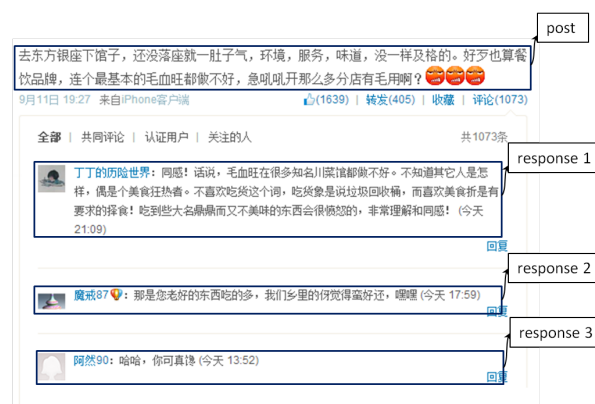 post
去东方银座下馆子，还没落座就一肚子气，环境，服务，味道，没一样及格的。好歹也算餐
饮品牌，连个最基本的毛血旺都做不好，急吼吼开那么多分店有毛用啊？
9月11日 19:27 来自iPhone客户端 (1639) | 转发(405) | 收藏 | 评论(1073)
全部 | 共同评论 | 认证用户 | 关注的人 共1073条
response 1
丁丁的历险世界：同感！话说，毛血旺在很多知名川菜馆都做不好。不知道其它人是怎
样，偶是个美食狂热者。不喜欢吃货这个词，吃货象是说垃圾回收桶，而喜欢美食折是有
要求的择食！吃到些大名鼎鼎而又不美味的东西会很愤怒的，非常理解和同感！(今天
21:09)
回复
response 2
魔戒87：那是您老好的东西吃的多，我们乡里的伢觉得蛮好还，嘿嘿 (今天 17:59)
回复
response 3
阿然90：哈哈，你可真馋 (今天 13:52)
回复